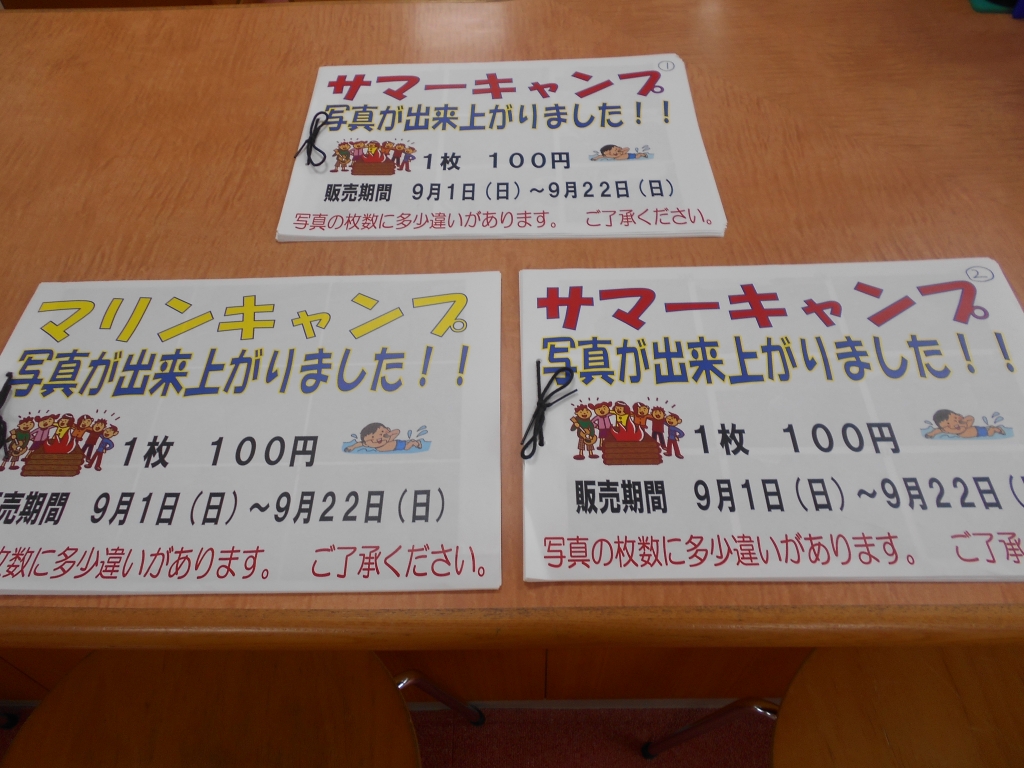 サマーキャンプ ①
写真が出来上がりました！！
1枚 100円
販売期間 9月1日（日）～9月22日（日）
写真の枚数に多少違いがあります。 ご了承ください。
マリンキャンプ
写真が出来上がりました！！
1枚 100円
売期間 9月1日（日）～9月22日（日）
枚数に多少違いがあります。 ご了承ください。
サマーキャンプ ②
写真が出来上がりました！！
1枚 100円
販売期間 9月1日（日）～9月22日（
写真の枚数に多少違いがあります。 ご了承